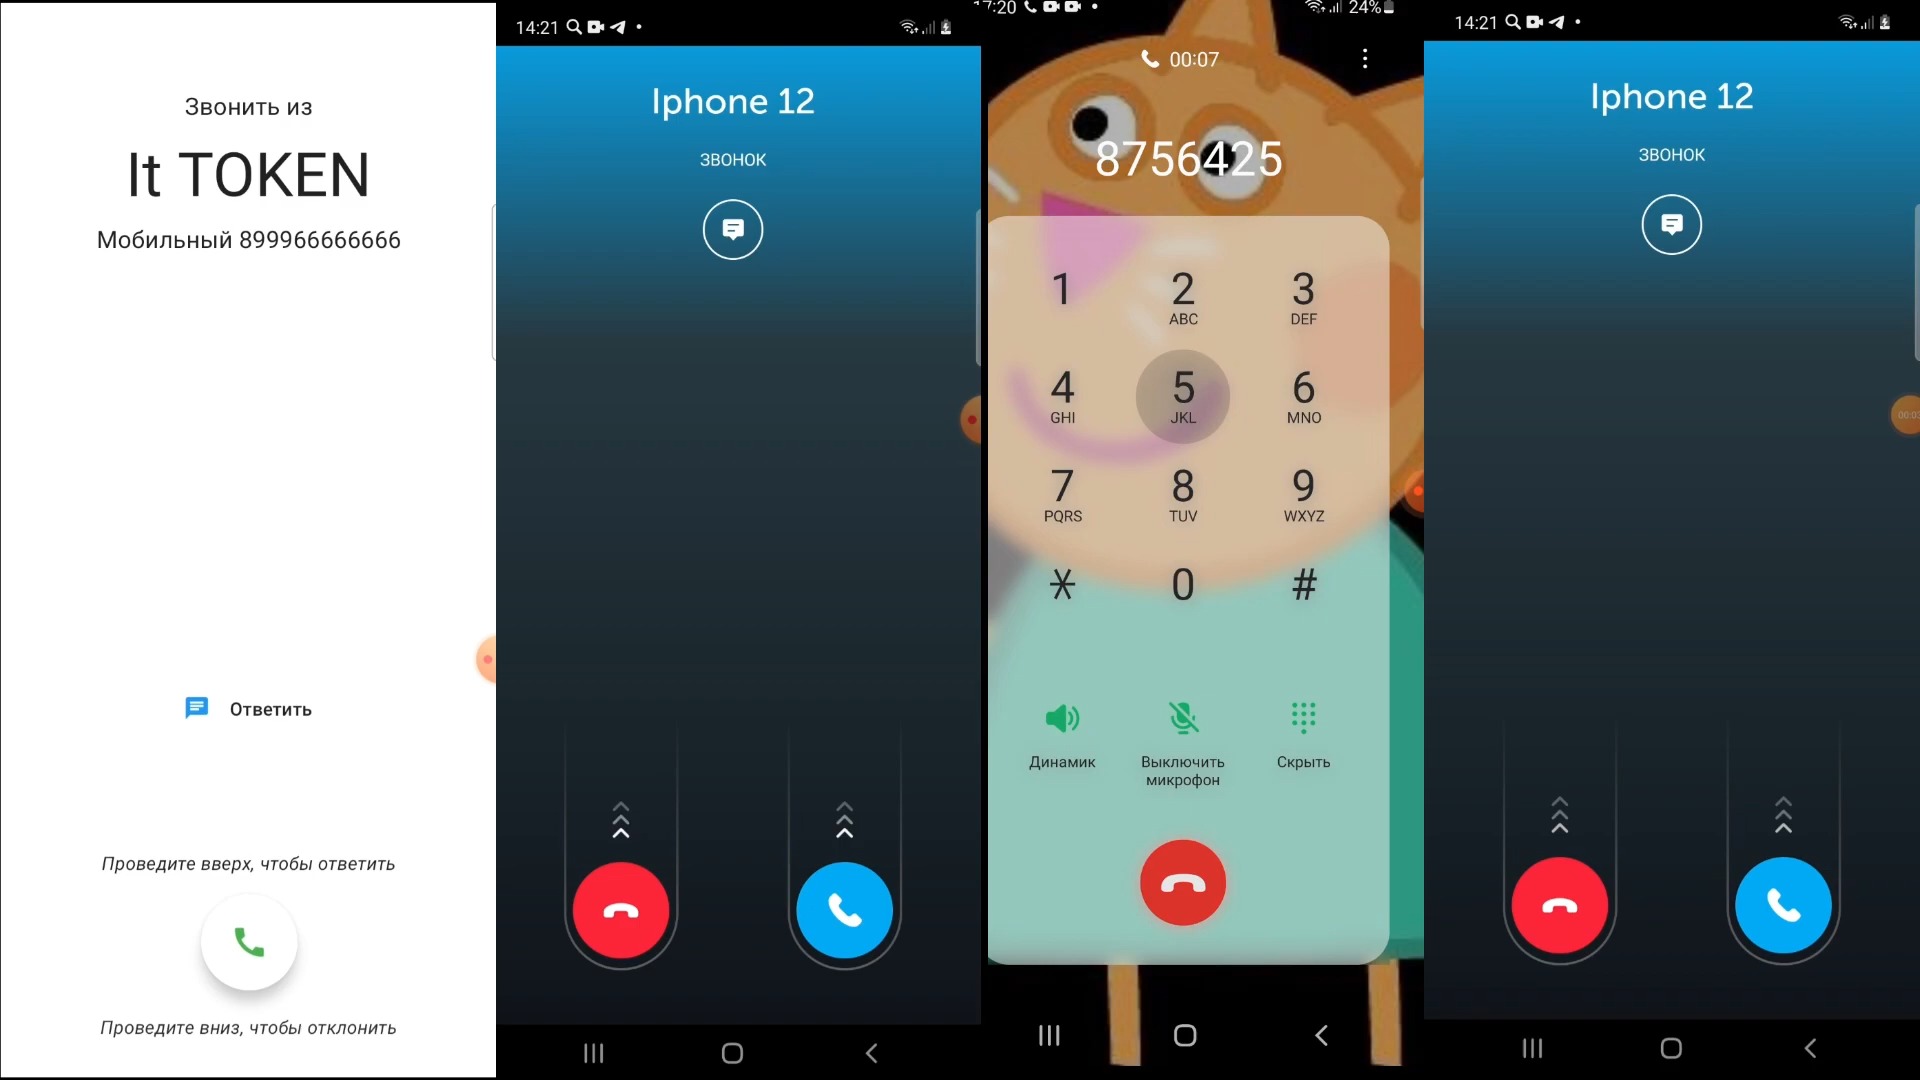 Звонить из
It TOKEN
Мобильный 899966666666
Ответить
Проведите вверх, чтобы ответить
Проведите вниз, чтобы отклонить
14:21
Iphone 12
ЗВОНОК
17:20
24%
00:07
8756425
1
2
3
ABC
DEF
4
5
6
GHI
JKL
MNO
7
8
9
PQRS
TUV
WXYZ
*
0
#
Динамик
Выключить
микрофон
Скрыть
14:21
Iphone 12
ЗВОНОК